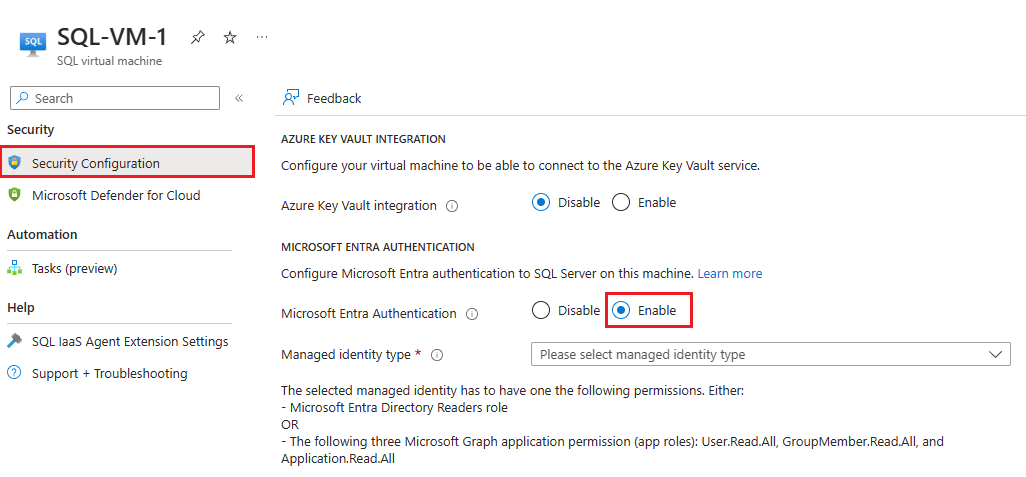 SQL
SQL-VM-1
SQL virtual machine
Search
Security
Security Configuration
Microsoft Defender for Cloud
Automation
Tasks (preview)
Help
SQL IaaS Agent Extension Settings
Support + Troubleshooting
Feedback
AZURE KEY VAULT INTEGRATION
Configure your virtual machine to be able to connect to the Azure Key Vault service.
Azure Key Vault integration Disable Enable
MICROSOFT ENTRA AUTHENTICATION
Configure Microsoft Entra authentication to SQL Server on this machine. Learn more
Microsoft Entra Authentication Disable Enable
Managed identity type * Please select managed identity type
The selected managed identity has to have one the following permissions. Either:
- Microsoft Entra Directory Readers role
OR
- The following three Microsoft Graph application permission (app roles): User.Read.All, GroupMember.Read.All, and
Application.Read.All